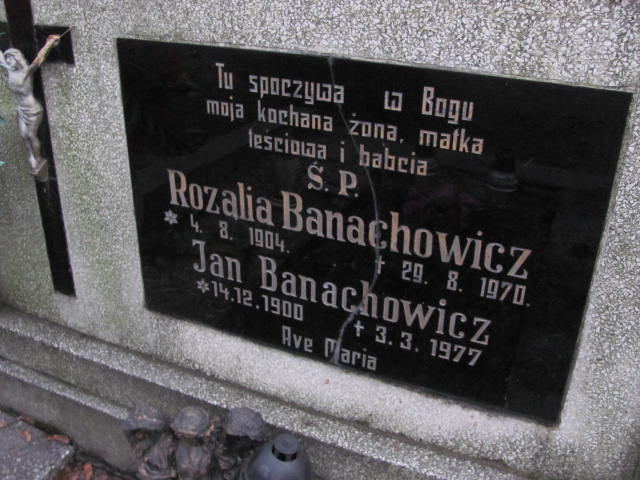 Tu spoczywa w Bogu
moja kochana żona, matka
teściowa i babcia
Ś. P.
Rozalia Banachowicz
* 4. 8. 1904. † 29. 8. 1970.
Jan Banachowicz
*14.12.1900 † 3. 3. 1977
Ave Maria